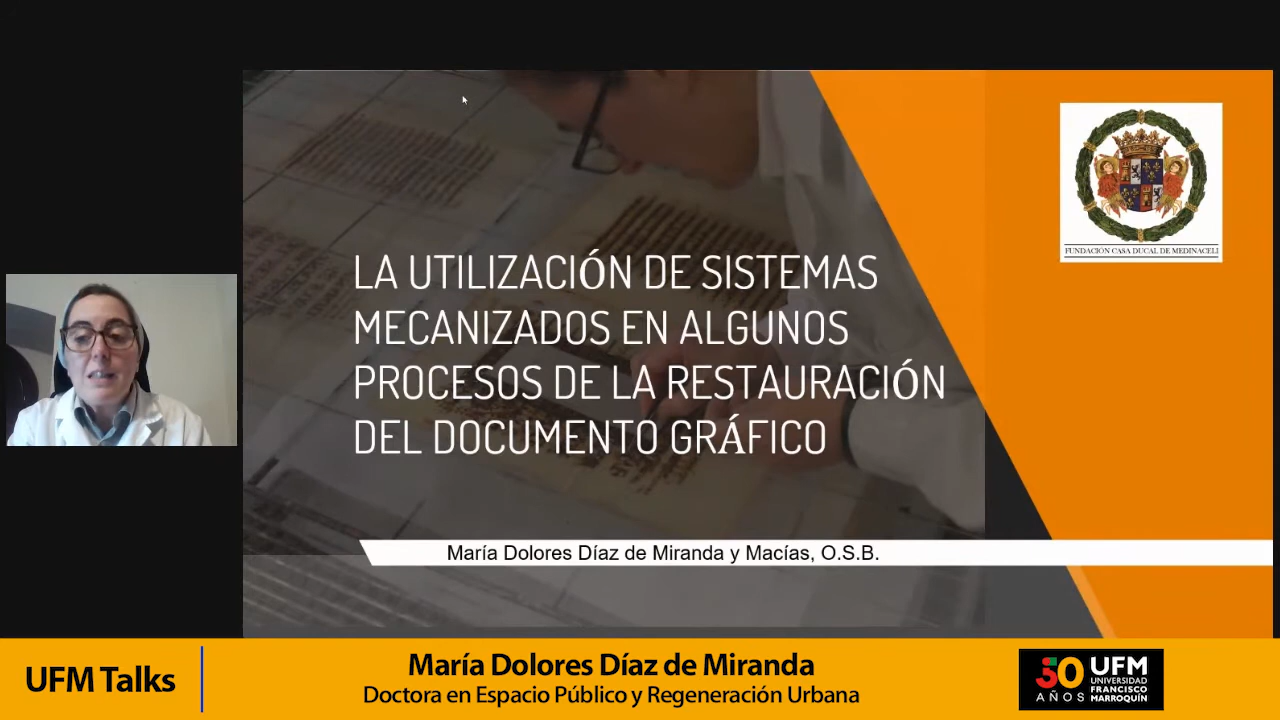 FUNDACIÓN CASA DUCAL DE MEDINACELI
LA UTILIZACIÓN DE SISTEMAS
MECANIZADOS EN ALGUNOS
PROCESOS DE LA RESTAURACIÓN
DEL DOCUMENTO GRÁFICO
María Dolores Díaz de Miranda y Macías, O.S.B.
UFM Talks
María Dolores Díaz de Miranda
Doctora en Espacio Público y Regeneración Urbana
50
AÑOS
UFM
UNIVERSIDAD
FRANCISCO
MARROQUÍN